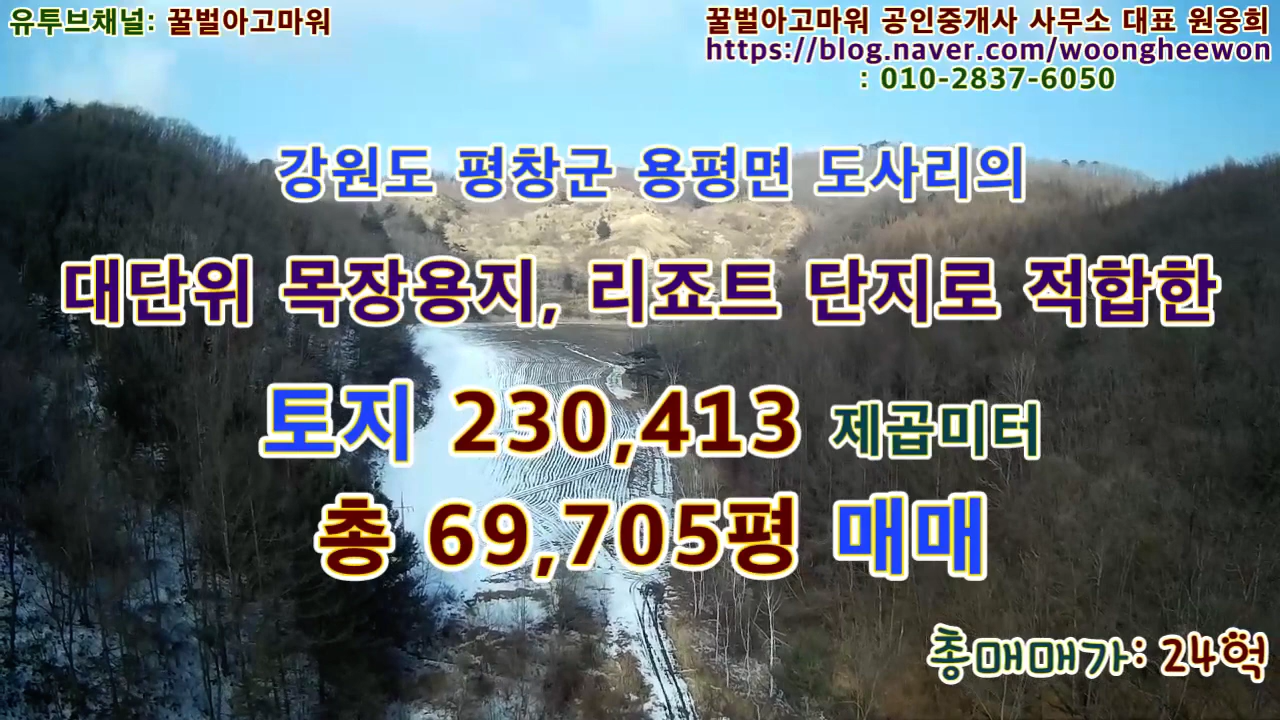 유투브채널: 꿀벌아고마워
꿀벌아고마워 공인중개사 사무소 대표 원웅희
https://blog.naver.com/woongheewon
: 010-2837-6050
강원도 평창군 용평면 도사리의
대단위 목장용지, 리죠트 단지로 적합한
토지 230,413 제곱미터
총 69,705평 매매
총매매가: 24억